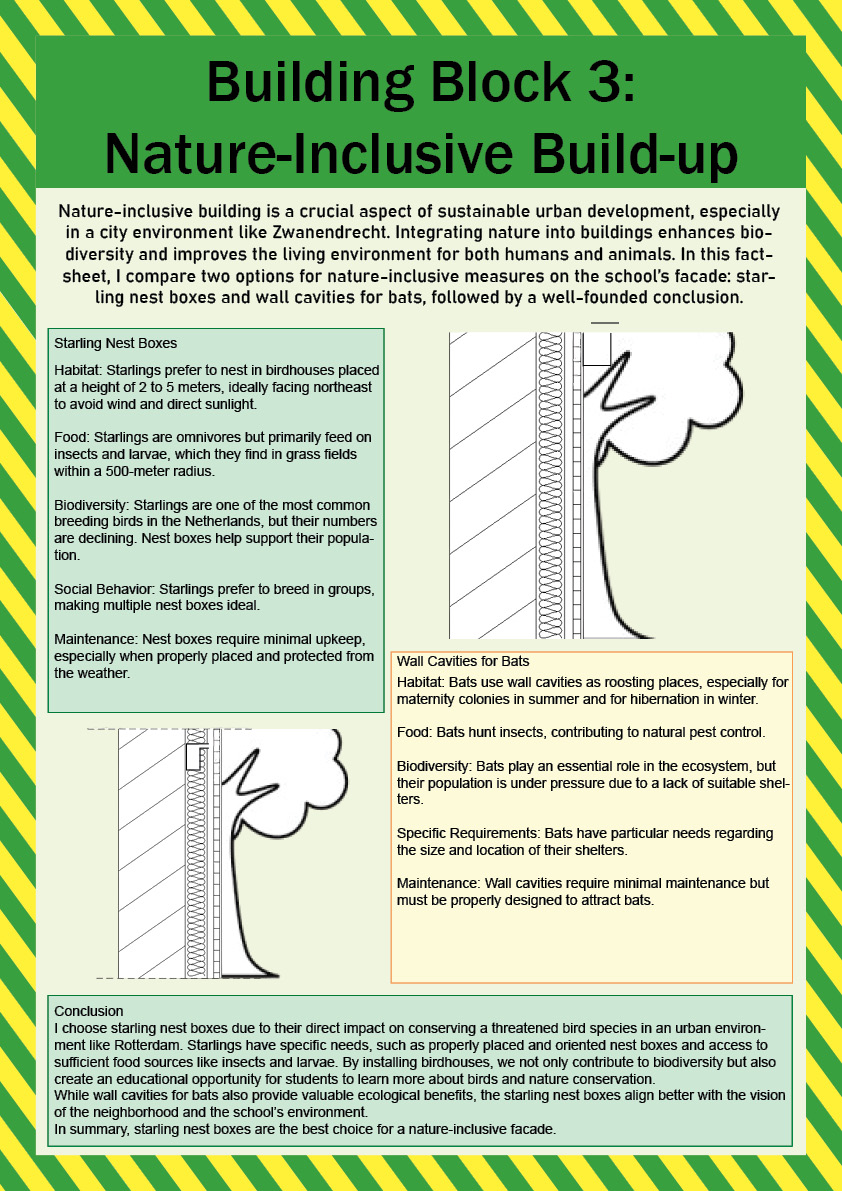 Building Block 3:
Nature-Inclusive Build-up
Nature-inclusive building is a crucial aspect of sustainable urban development, especially
in a city environment like Zwanendrecht. Integrating nature into buildings enhances bio-
diversity and improves the living environment for both humans and animals. In this fact-
sheet, I compare two options for nature-inclusive measures on the school's facade: star-
ling nest boxes and wall cavities for bats, followed by a well-founded conclusion.
Starling Nest Boxes
Habitat: Starlings prefer to nest in birdhouses placed
at a height of 2 to 5 meters, ideally facing northeast
to avoid wind and direct sunlight.
Food: Starlings are omnivores but primarily feed on
insects and larvae, which they find in grass fields
within a 500-meter radius.
Biodiversity: Starlings are one of the most common
breeding birds in the Netherlands, but their numbers
are declining. Nest boxes help support their popula-
tion.
Social Behavior: Starlings prefer to breed in groups,
making multiple nest boxes ideal.
Maintenance: Nest boxes require minimal upkeep,
especially when properly placed and protected from
the weather.
Wall Cavities for Bats
Habitat: Bats use wall cavities as roosting places, especially for
maternity colonies in summer and for hibernation in winter.
Food: Bats hunt insects, contributing to natural pest control.
Biodiversity: Bats play an essential role in the ecosystem, but
their population is under pressure due to a lack of suitable shel-
ters.
Specific Requirements: Bats have particular needs regarding
the size and location of their shelters.
Maintenance: Wall cavities require minimal maintenance but
must be properly designed to attract bats.
Conclusion
I choose starling nest boxes due to their direct impact on conserving a threatened bird species in an urban environ-
ment like Rotterdam. Starlings have specific needs, such as properly placed and oriented nest boxes and access to
sufficient food sources like insects and larvae. By installing birdhouses, we not only contribute to biodiversity but also
create an educational opportunity for students to learn more about birds and nature conservation.
While wall cavities for bats also provide valuable ecological benefits, the starling nest boxes align better with the vision
of the neighborhood and the school's environment.
In summary, starling nest boxes are the best choice for a nature-inclusive facade.